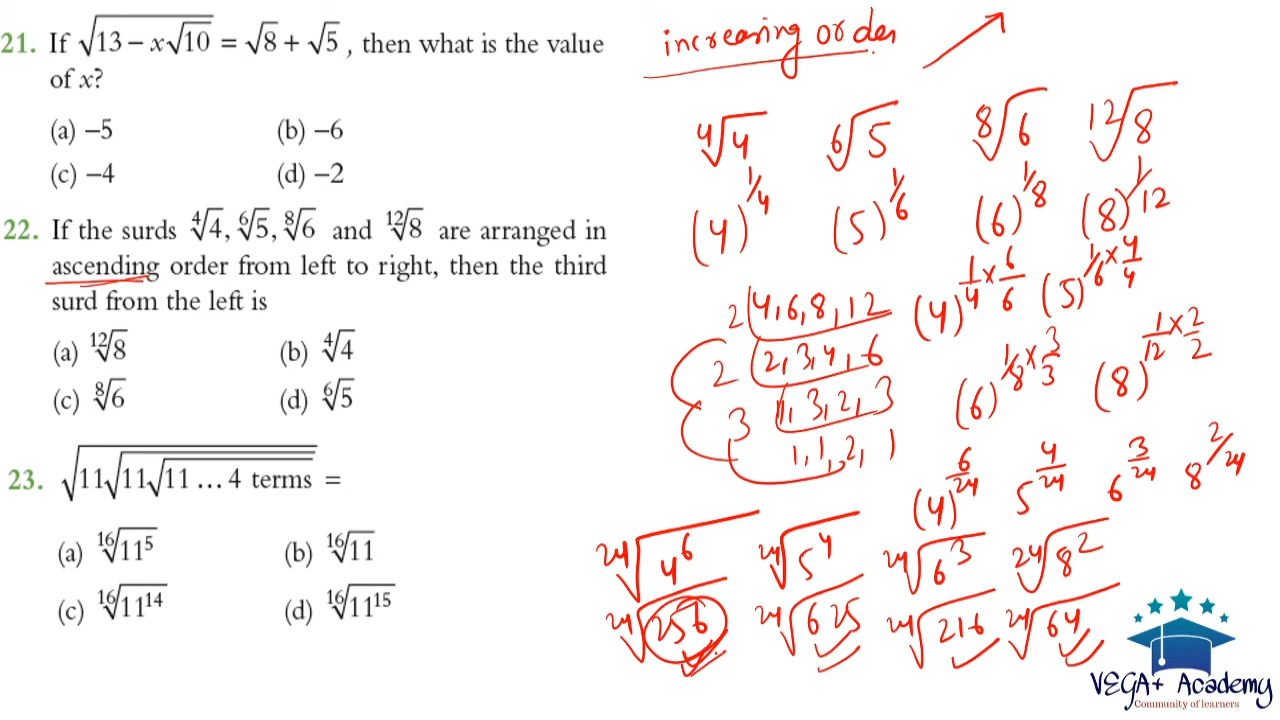 21. If √(13 − x√10) = √8 + √5, then what is the value
of x?
(a) −5 (b) −6
(c) −4 (d) −2
22. If the surds ∜4, ⁶√5, ⁸√6 and ¹²√8 are arranged in
ascending order from left to right, then the third
surd from the left is
(a) ¹²√8 (b) ∜4
(c) ⁸√6 (d) ⁶√5
23. √(11√(11√(11 ... 4 terms))) =
(a) ¹⁶√11⁵ (b) ¹⁶√11
(c) ¹⁶√11¹⁴ (d) ¹⁶√11¹⁵
increasing order
⁴√4 ⁶√5 ⁸√6 ¹²√8
(4)^1/4 (5)^1/6 (6)^1/8 (8)^1/12
2 | 4, 6, 8, 12
2 | 2, 3, 4, 6
3 | 1, 3, 2, 3
1, 1, 2, 1
(4)^1/4 × 6/6 (5)^1/6 × 4/4
(6)^1/8 × 3/3 (8)^1/12 × 2/2
(4)^6/24 5^4/24 6^3/24 8^2/24
²⁴√4⁶ ²⁴√5⁴ ²⁴√6³ ²⁴√8²
²⁴√256 ²⁴√625 ²⁴√216 ²⁴√64
VEGA+ Academy
Community of learners